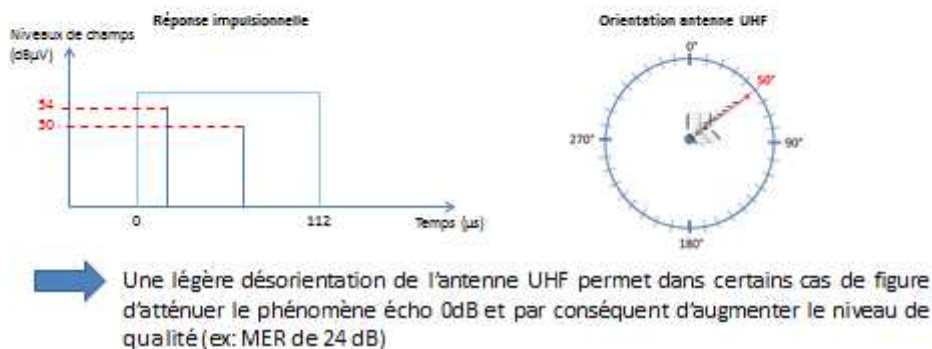 Réponse impulsionnelle
Niveaux de champs
(dBµV)
54
50
0
112
Temps (µs)
Orientation antenne UHF
0°
50°
270°
90°
180°
Une légère désorientation de l'antenne UHF permet dans certains cas de figure
d'atténuer le phénomène écho 0dB et par conséquent d'augmenter le niveau de
qualité (ex: MER de 24 dB)